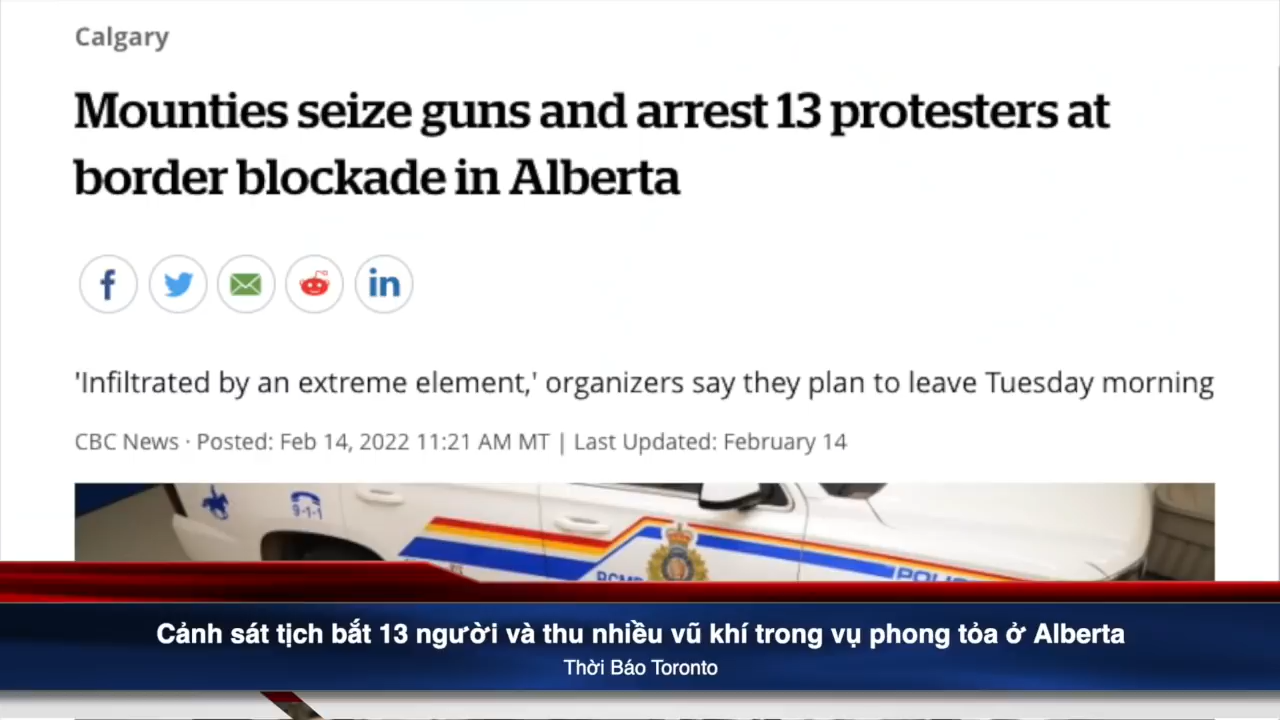 Calgary
Mounties seize guns and arrest 13 protesters at
border blockade in Alberta
f
in
'Infiltrated by an extreme element,' organizers say they plan to leave Tuesday morning
CBC News · Posted: Feb 14, 2022 11:21 AM MT | Last Updated: February 14
9-1-1
RCMP
POLIC
Cảnh sát tịch bắt 13 người và thu nhiều vũ khí trong vụ phong tỏa ở Alberta
Thời Báo Toronto